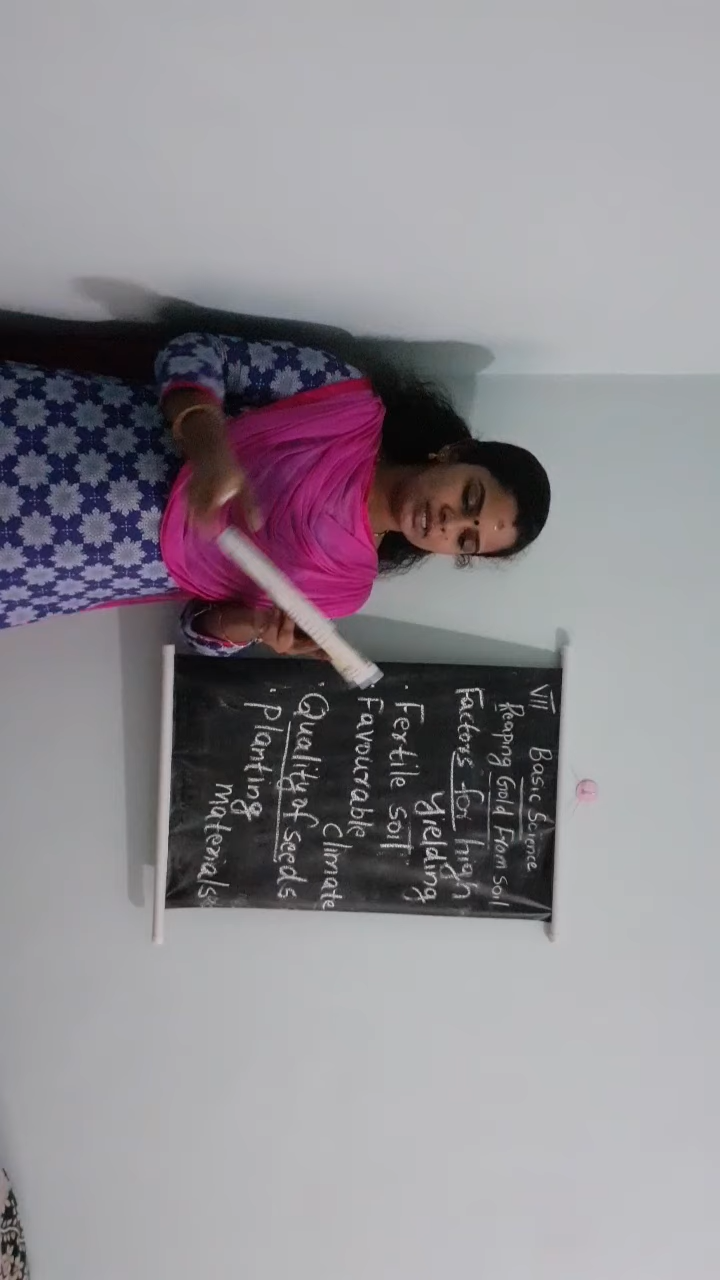 VIII Basic Science
Reaping Gold From Soil
Factors for high
yielding
· Fertile soil
· Favourable
climate
· Quality of seeds
· Planting
Materials